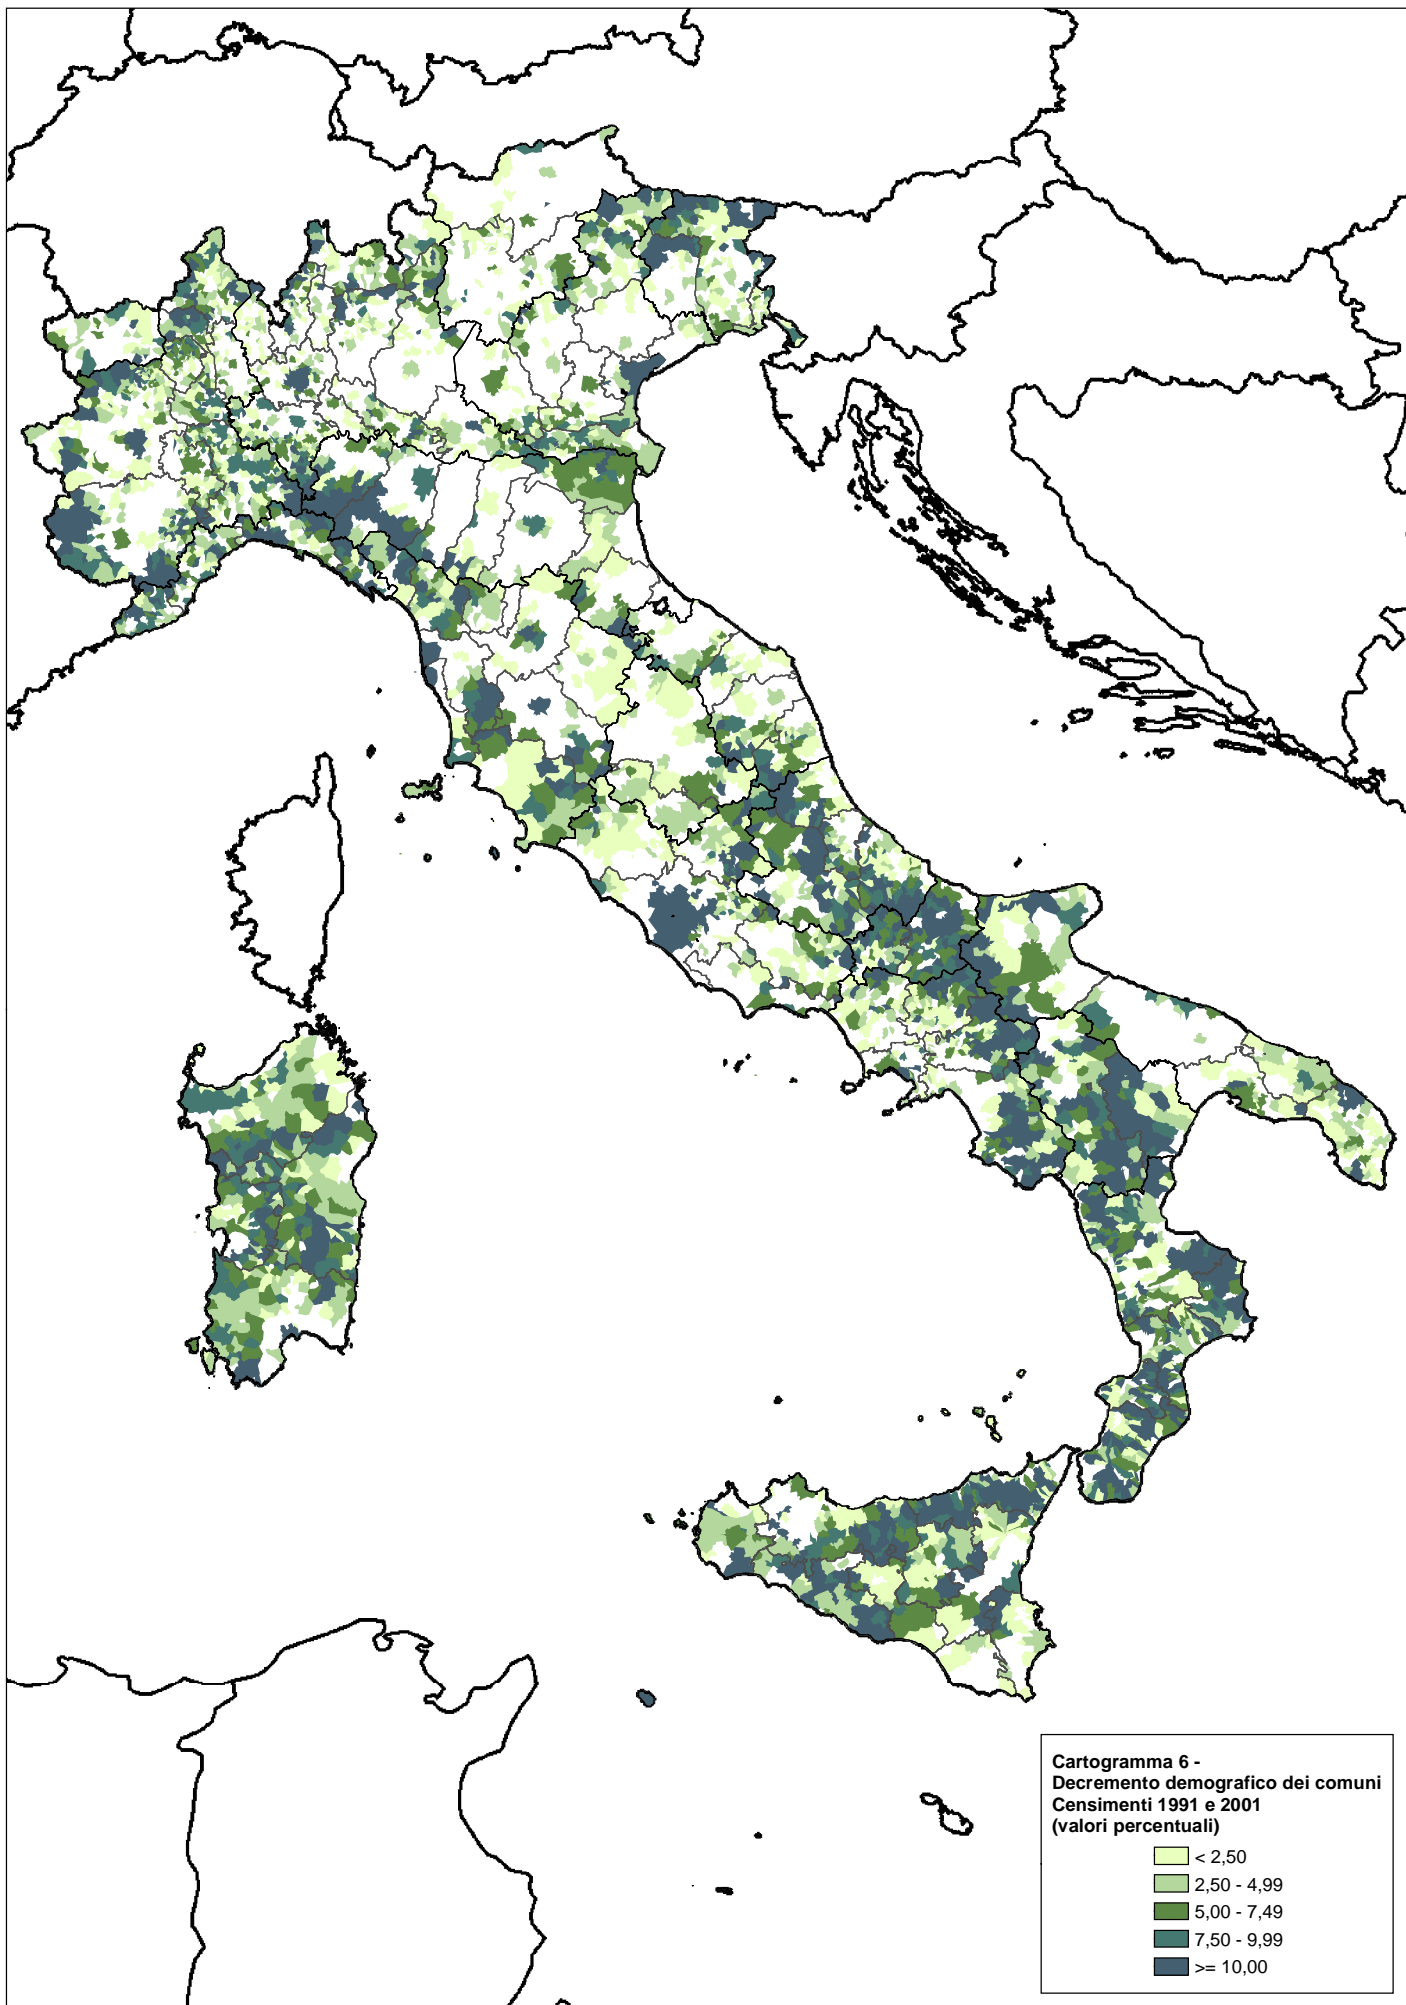 Cartogramma 6 -
Decremento demografico dei comuni
Censimenti 1991 e 2001
(valori percentuali)
< 2,50
2,50 - 4,99
5,00 - 7,49
7,50 - 9,99
>= 10,00